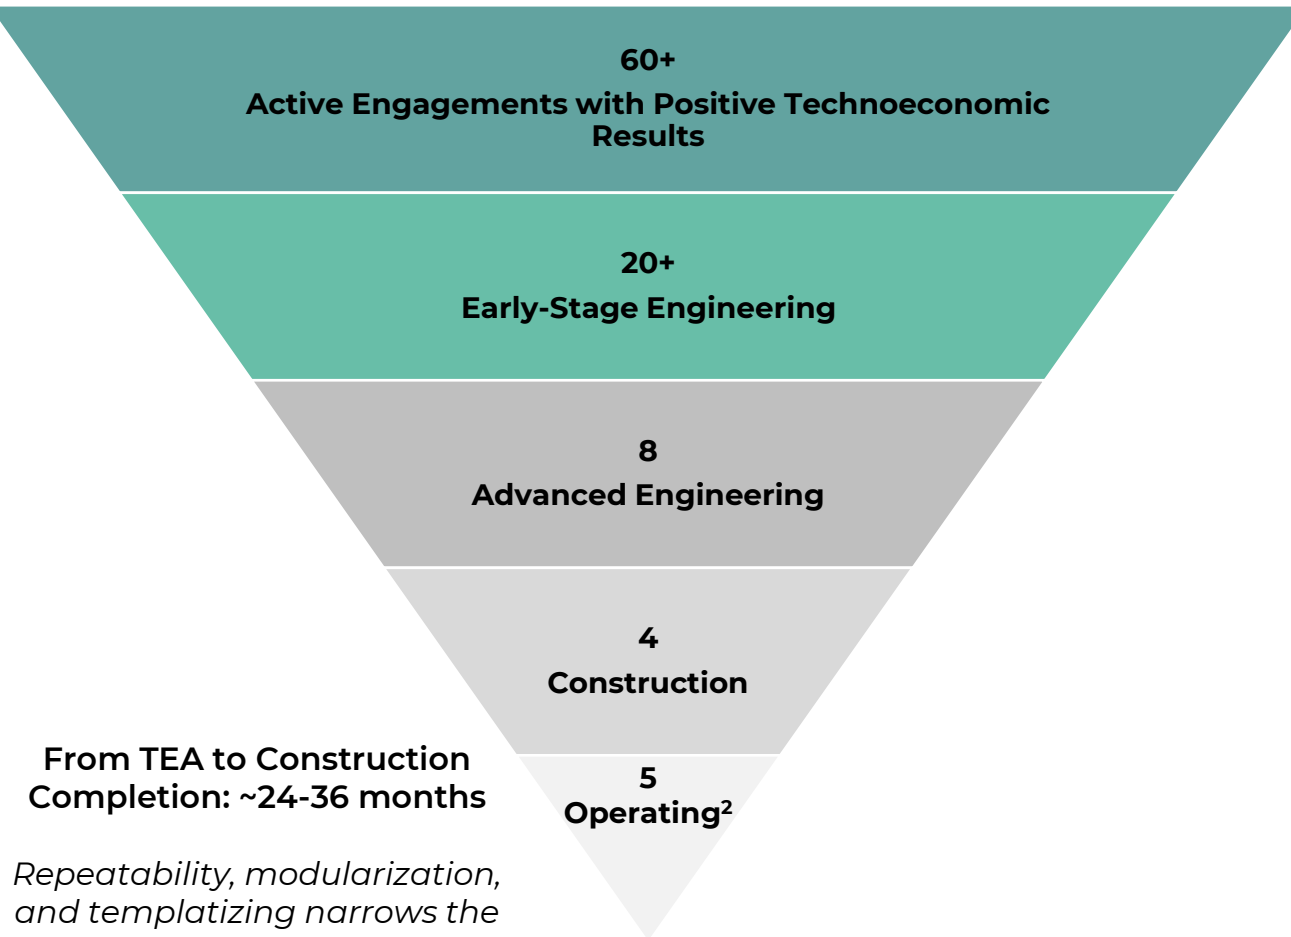 60+
Active Engagements with Positive Technoeconomic
Results
20+
Early-Stage Engineering
8
Advanced Engineering
4
Construction
5
Operating²
From TEA to Construction
Completion: ~24-36 months
Repeatability, modularization,
and templatizing narrows the